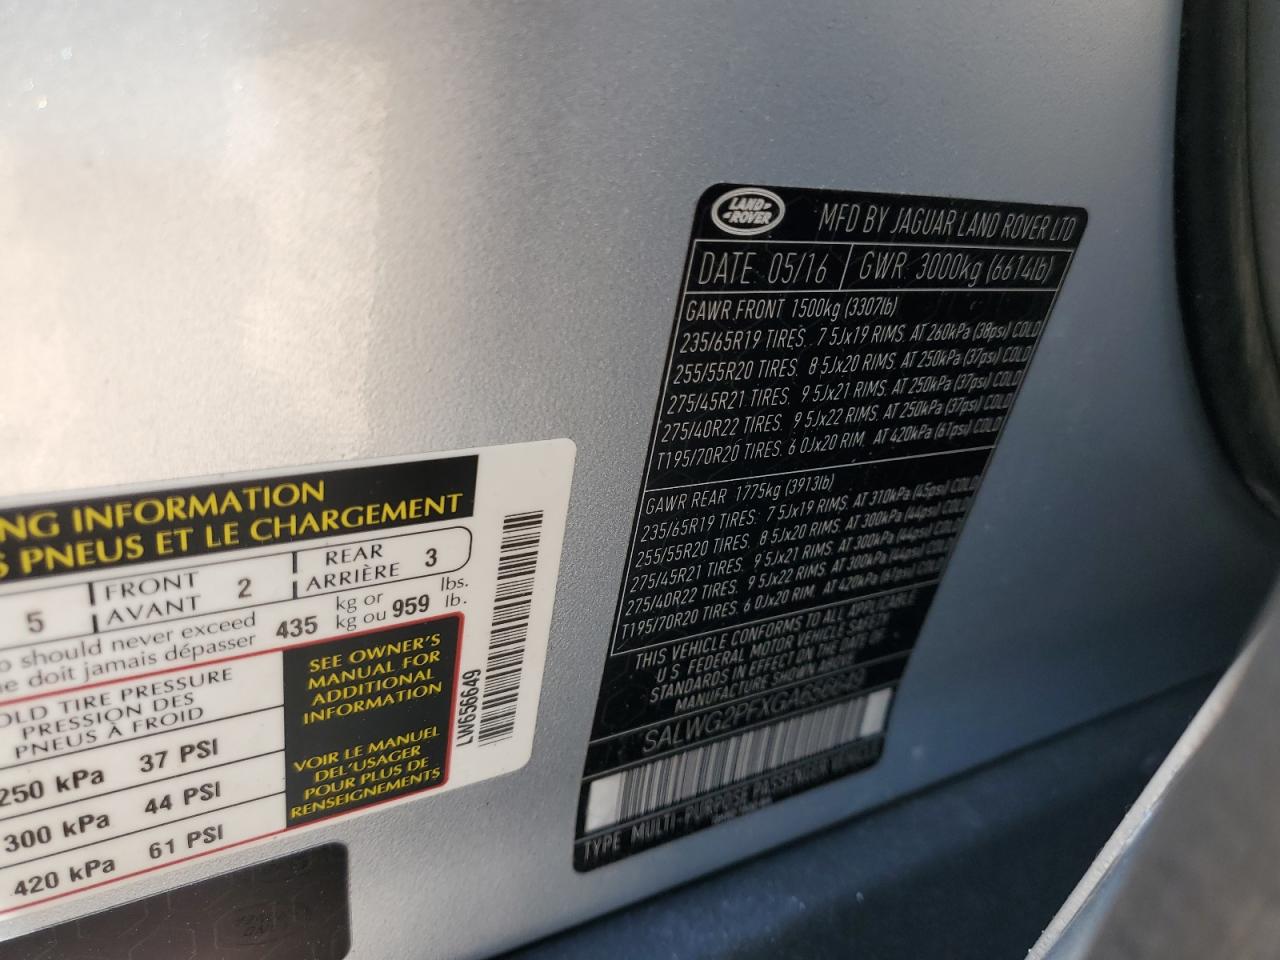 NG INFORMATION
S PNEUS ET LE CHARGEMENT
5 FRONT 2 REAR 3
AVANT ARRIÈRE
o should never exceed 435 kg or 959 lbs.
ne doit jamais dépasser kg ou lb.
OLD TIRE PRESSURE
PRESSION DES
PNEUS À FROID
250 kPa 37 PSI
300 kPa 44 PSI
420 kPa 61 PSI
SEE OWNER'S
MANUAL FOR
ADDITIONAL
INFORMATION
VOIR LE MANUEL
DEL'USAGER
POUR PLUS DE
RENSEIGNEMENTS
LW656649
LAND ROVER
MFD BY JAGUAR LAND ROVER LTD
DATE 05/16 GWR 3000kg (6614lb)
GAWR FRONT 1500kg (3307lb)
235/65R19 TIRES. 7 5Jx19 RIMS. AT 260kPa (38psi) COLD
255/55R20 TIRES. 8 5Jx20 RIMS. AT 250kPa (37psi) COLD
275/45R21 TIRES. 9 5Jx21 RIMS. AT 250kPa (37psi) COLD
275/40R22 TIRES. 9 5Jx22 RIMS. AT 250kPa (37psi) COLD
T195/70R20 TIRES. 6 0Jx20 RIM. AT 420kPa (61psi) COLD
GAWR REAR 1775kg (3913lb)
235/65R19 TIRES. 7 5Jx19 RIMS. AT 310kPa (45psi) COLD
255/55R20 TIRES. 8 5Jx20 RIMS. AT 300kPa (44psi) COLD
275/45R21 TIRES. 9 5Jx21 RIMS. AT 300kPa (44psi) COLD
275/40R22 TIRES. 9 5Jx22 RIMS. AT 300kPa (44psi) COLD
T195/70R20 TIRES. 6 0Jx20 RIM. AT 420kPa (61psi) COLD
THIS VEHICLE CONFORMS TO ALL APPLICABLE
U S FEDERAL MOTOR VEHICLE SAFETY
STANDARDS IN EFFECT ON THE DATE OF
MANUFACTURE SHOWN ABOVE
SALWG2PFXGA656649
TYPE MULTI-PURPOSE PASSENGER VEHICLE